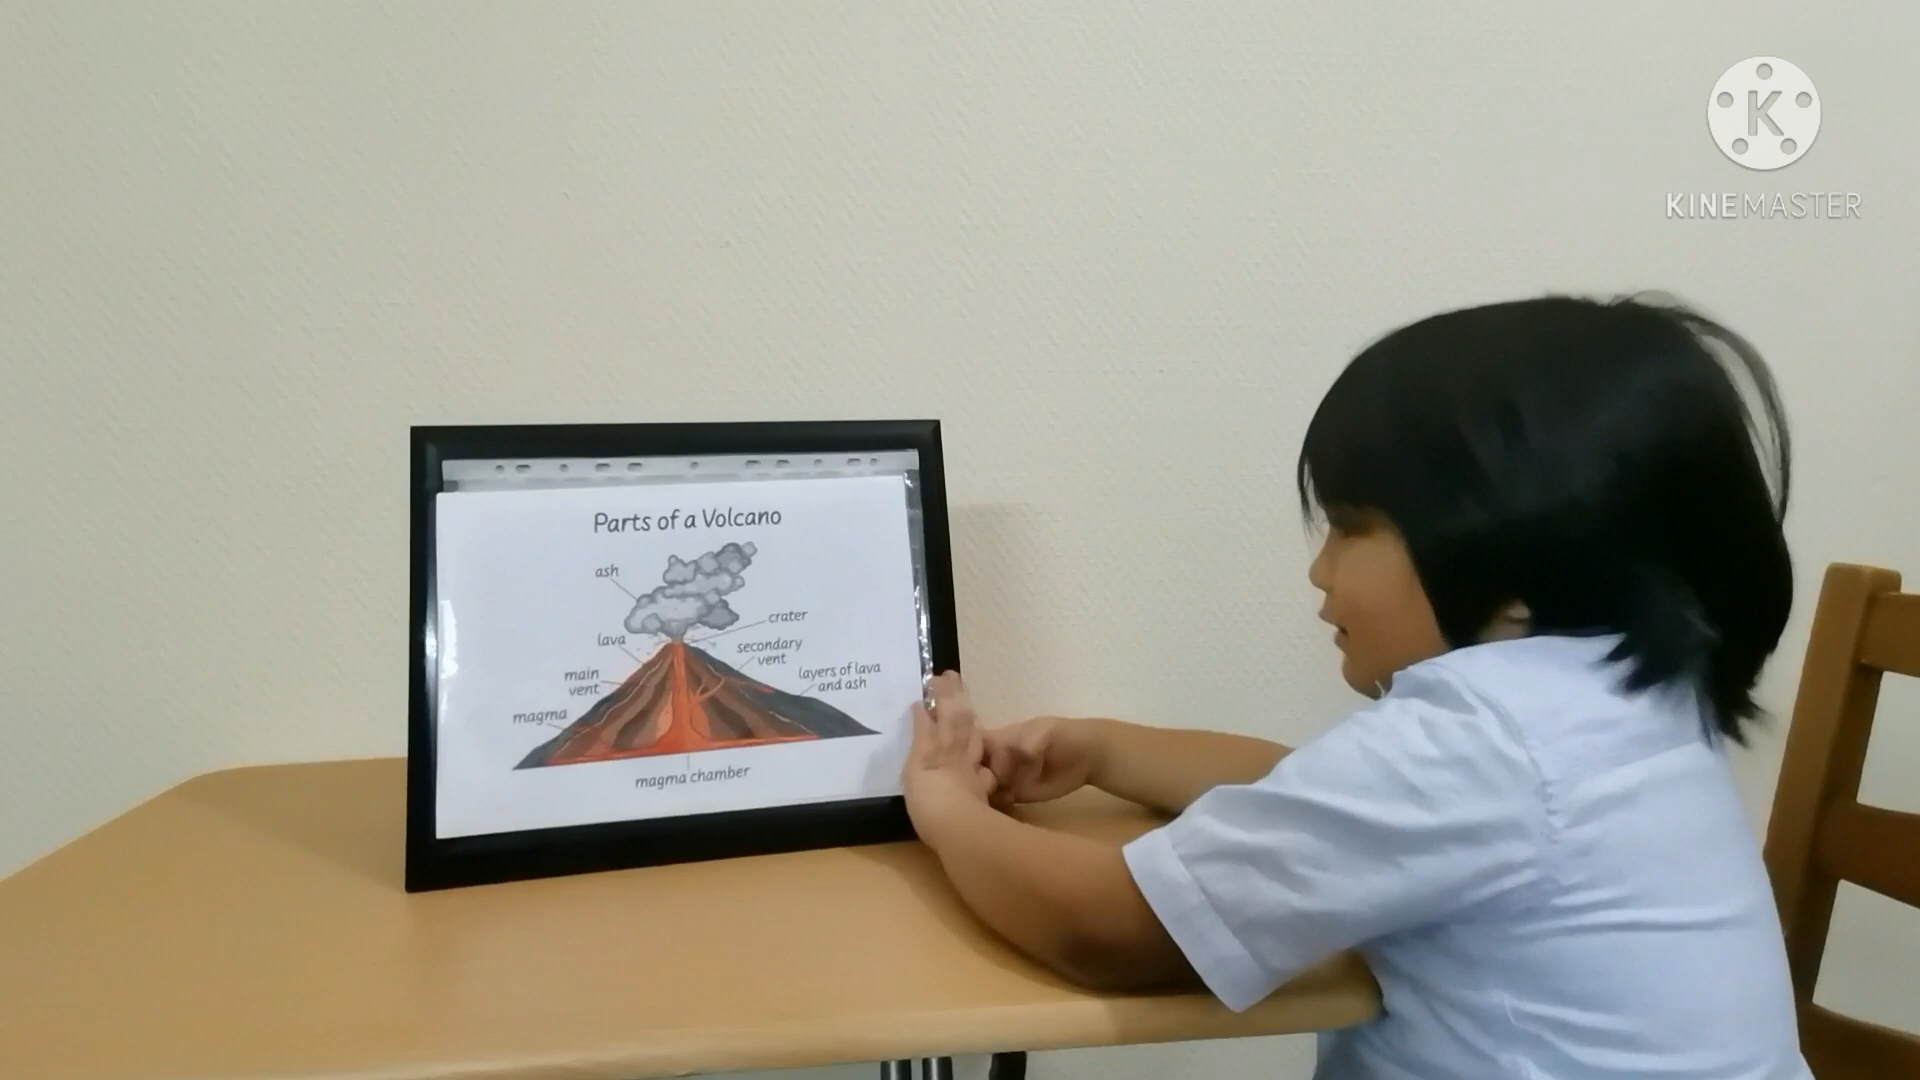 K
KINEMASTER
Parts of a Volcano
ash
crater
lava
secondary
vent
main
vent
layers of lava
and ash
magma
magma chamber